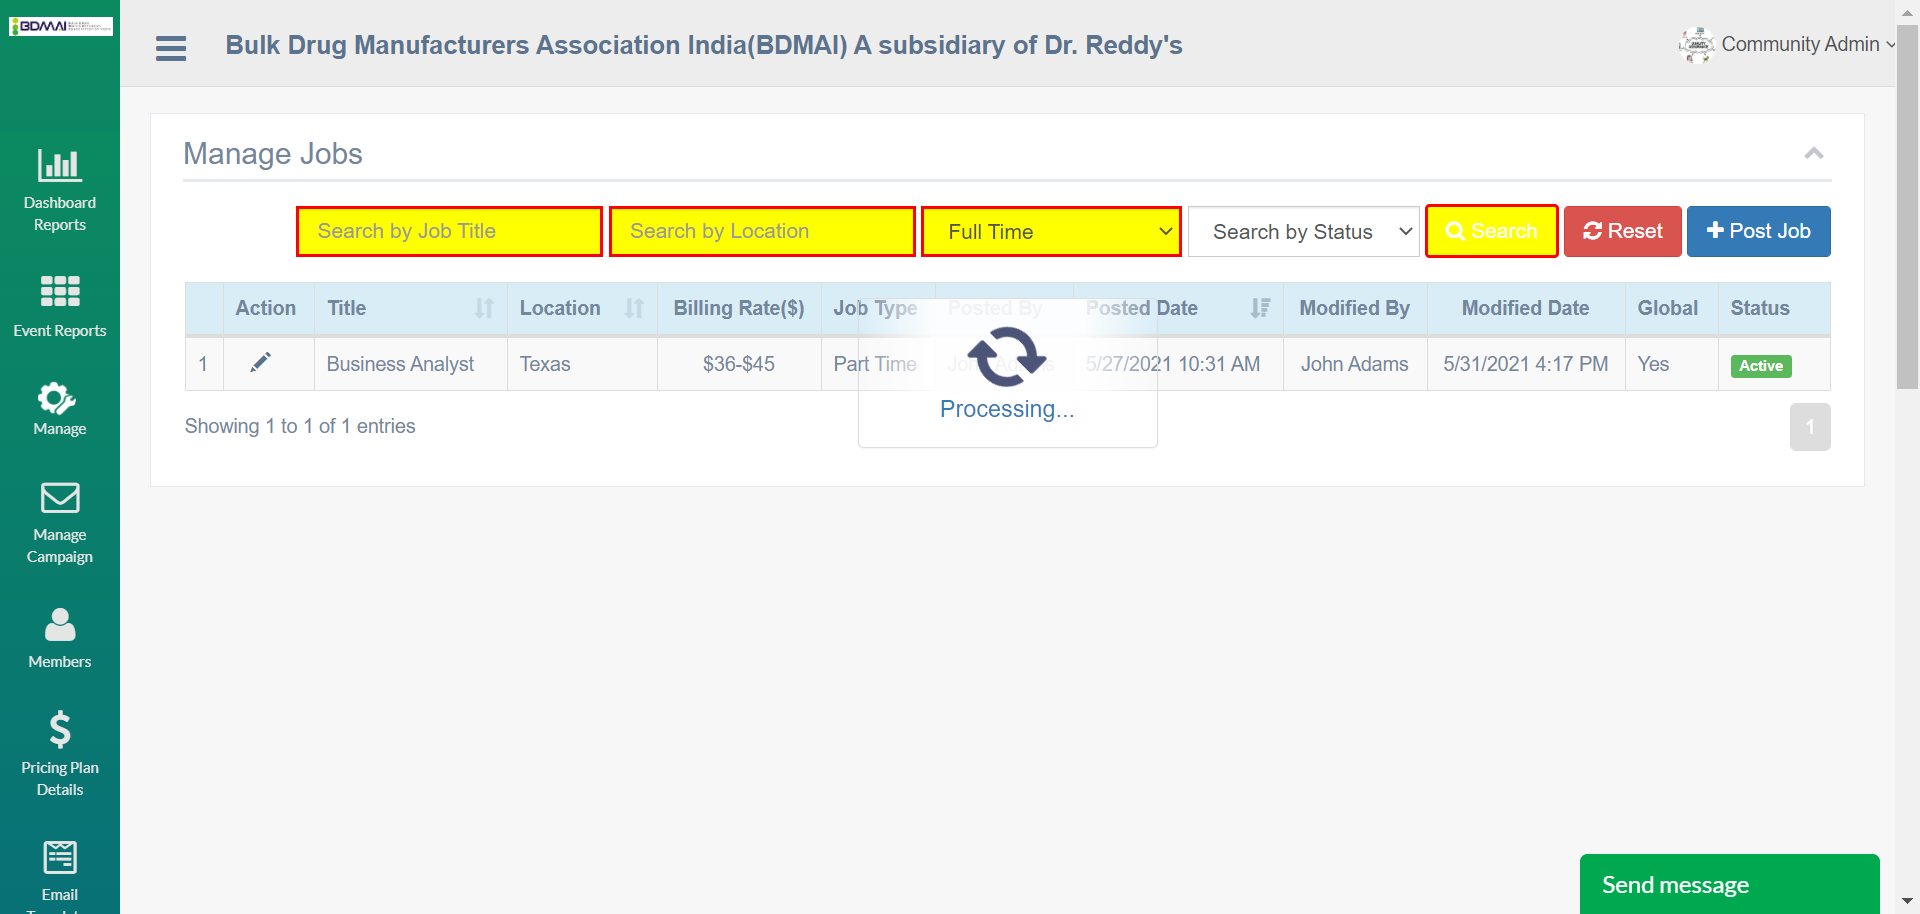 BDMAI
Bulk Drug Manufacturers Association India(BDMAI) A subsidiary of Dr. Reddy's
Community Admin
Dashboard
Reports
Event Reports
Manage
Manage
Campaign
Members
Pricing Plan
Details
Email
Manage Jobs
Search by Job Title
Search by Location
Full Time
Search by Status
Search
Reset
Post Job
Action Title Location Billing Rate($) Job Type Posted By Posted Date Modified By Modified Date Global Status
1 Business Analyst Texas $36-$45 Part Time John Adams 5/27/2021 10:31 AM John Adams 5/31/2021 4:17 PM Yes Active
Processing...
Showing 1 to 1 of 1 entries
1
Send message